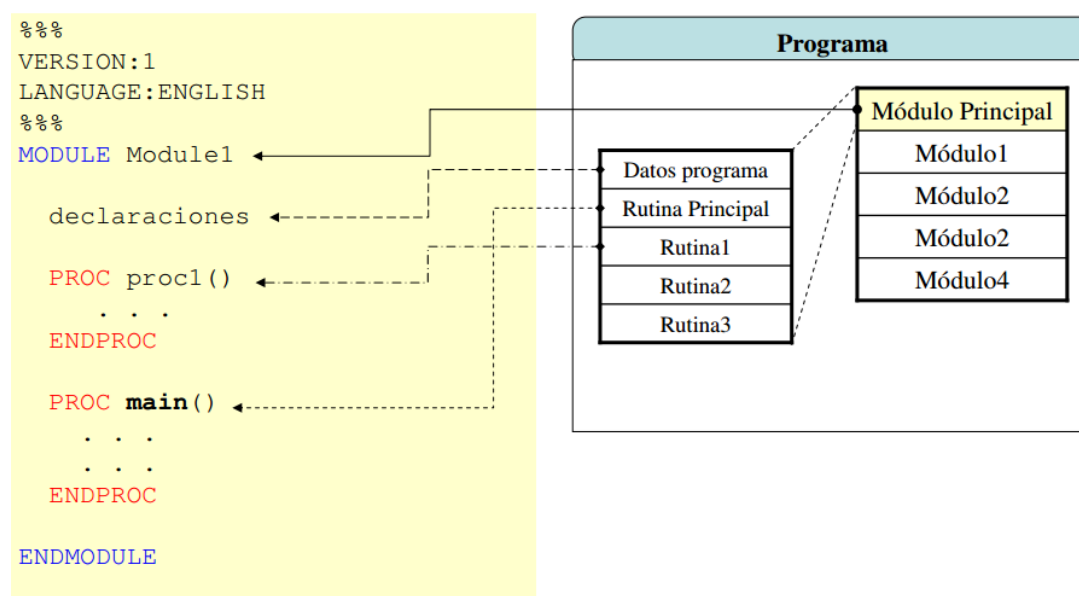 %%%
VERSION:1
LANGUAGE:ENGLISH
%%%
MODULE Module1
declaraciones
PROC proc1()
. . .
ENDPROC
PROC main()
. . .
. . .
ENDPROC
ENDMODULE
Programa
Datos programa
Rutina Principal
Rutina1
Rutina2
Rutina3
Módulo Principal
Módulo1
Módulo2
Módulo2
Módulo4